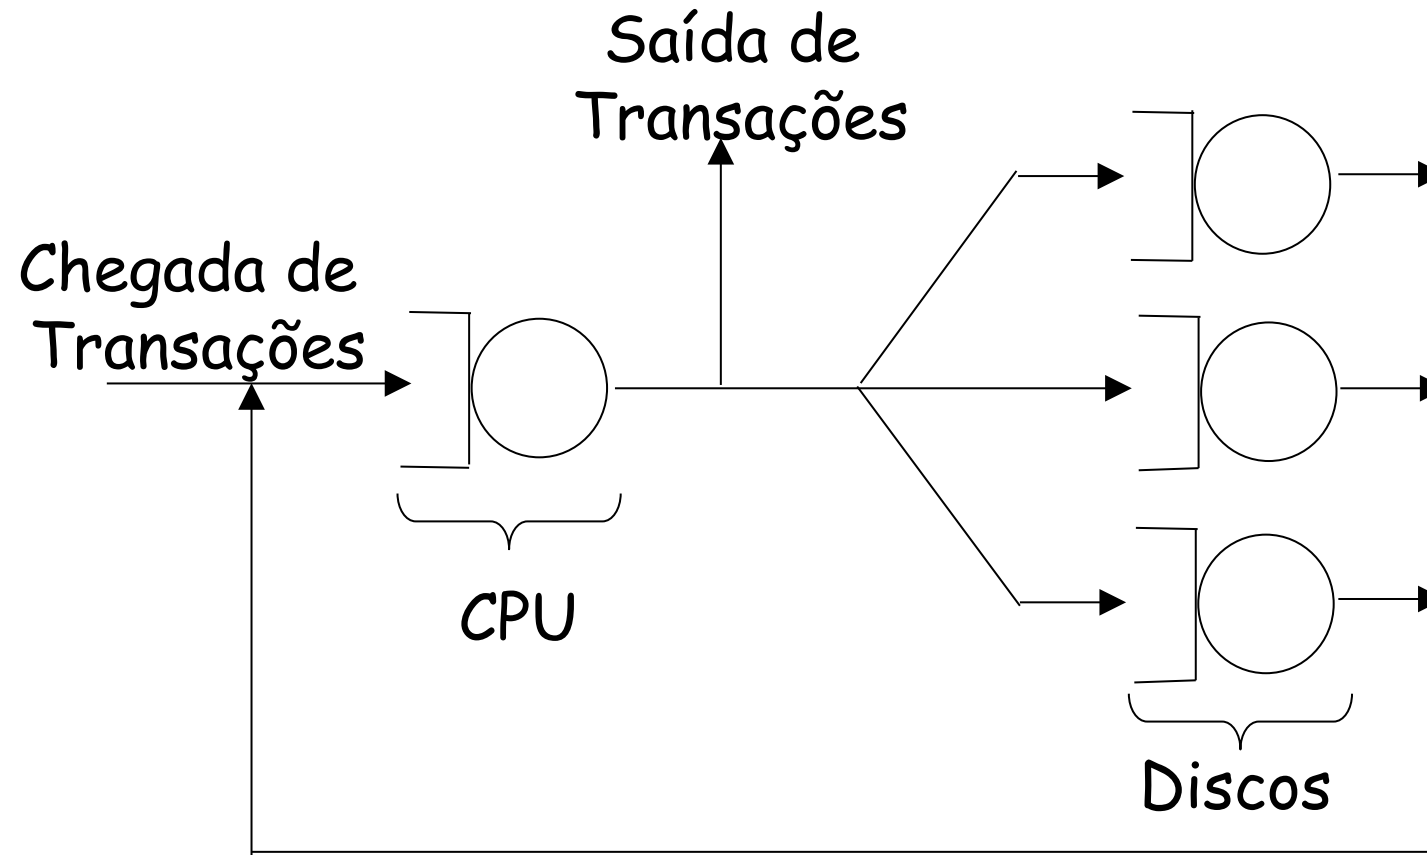 Saída de
Transações
Chegada de
Transações
CPU
Discos